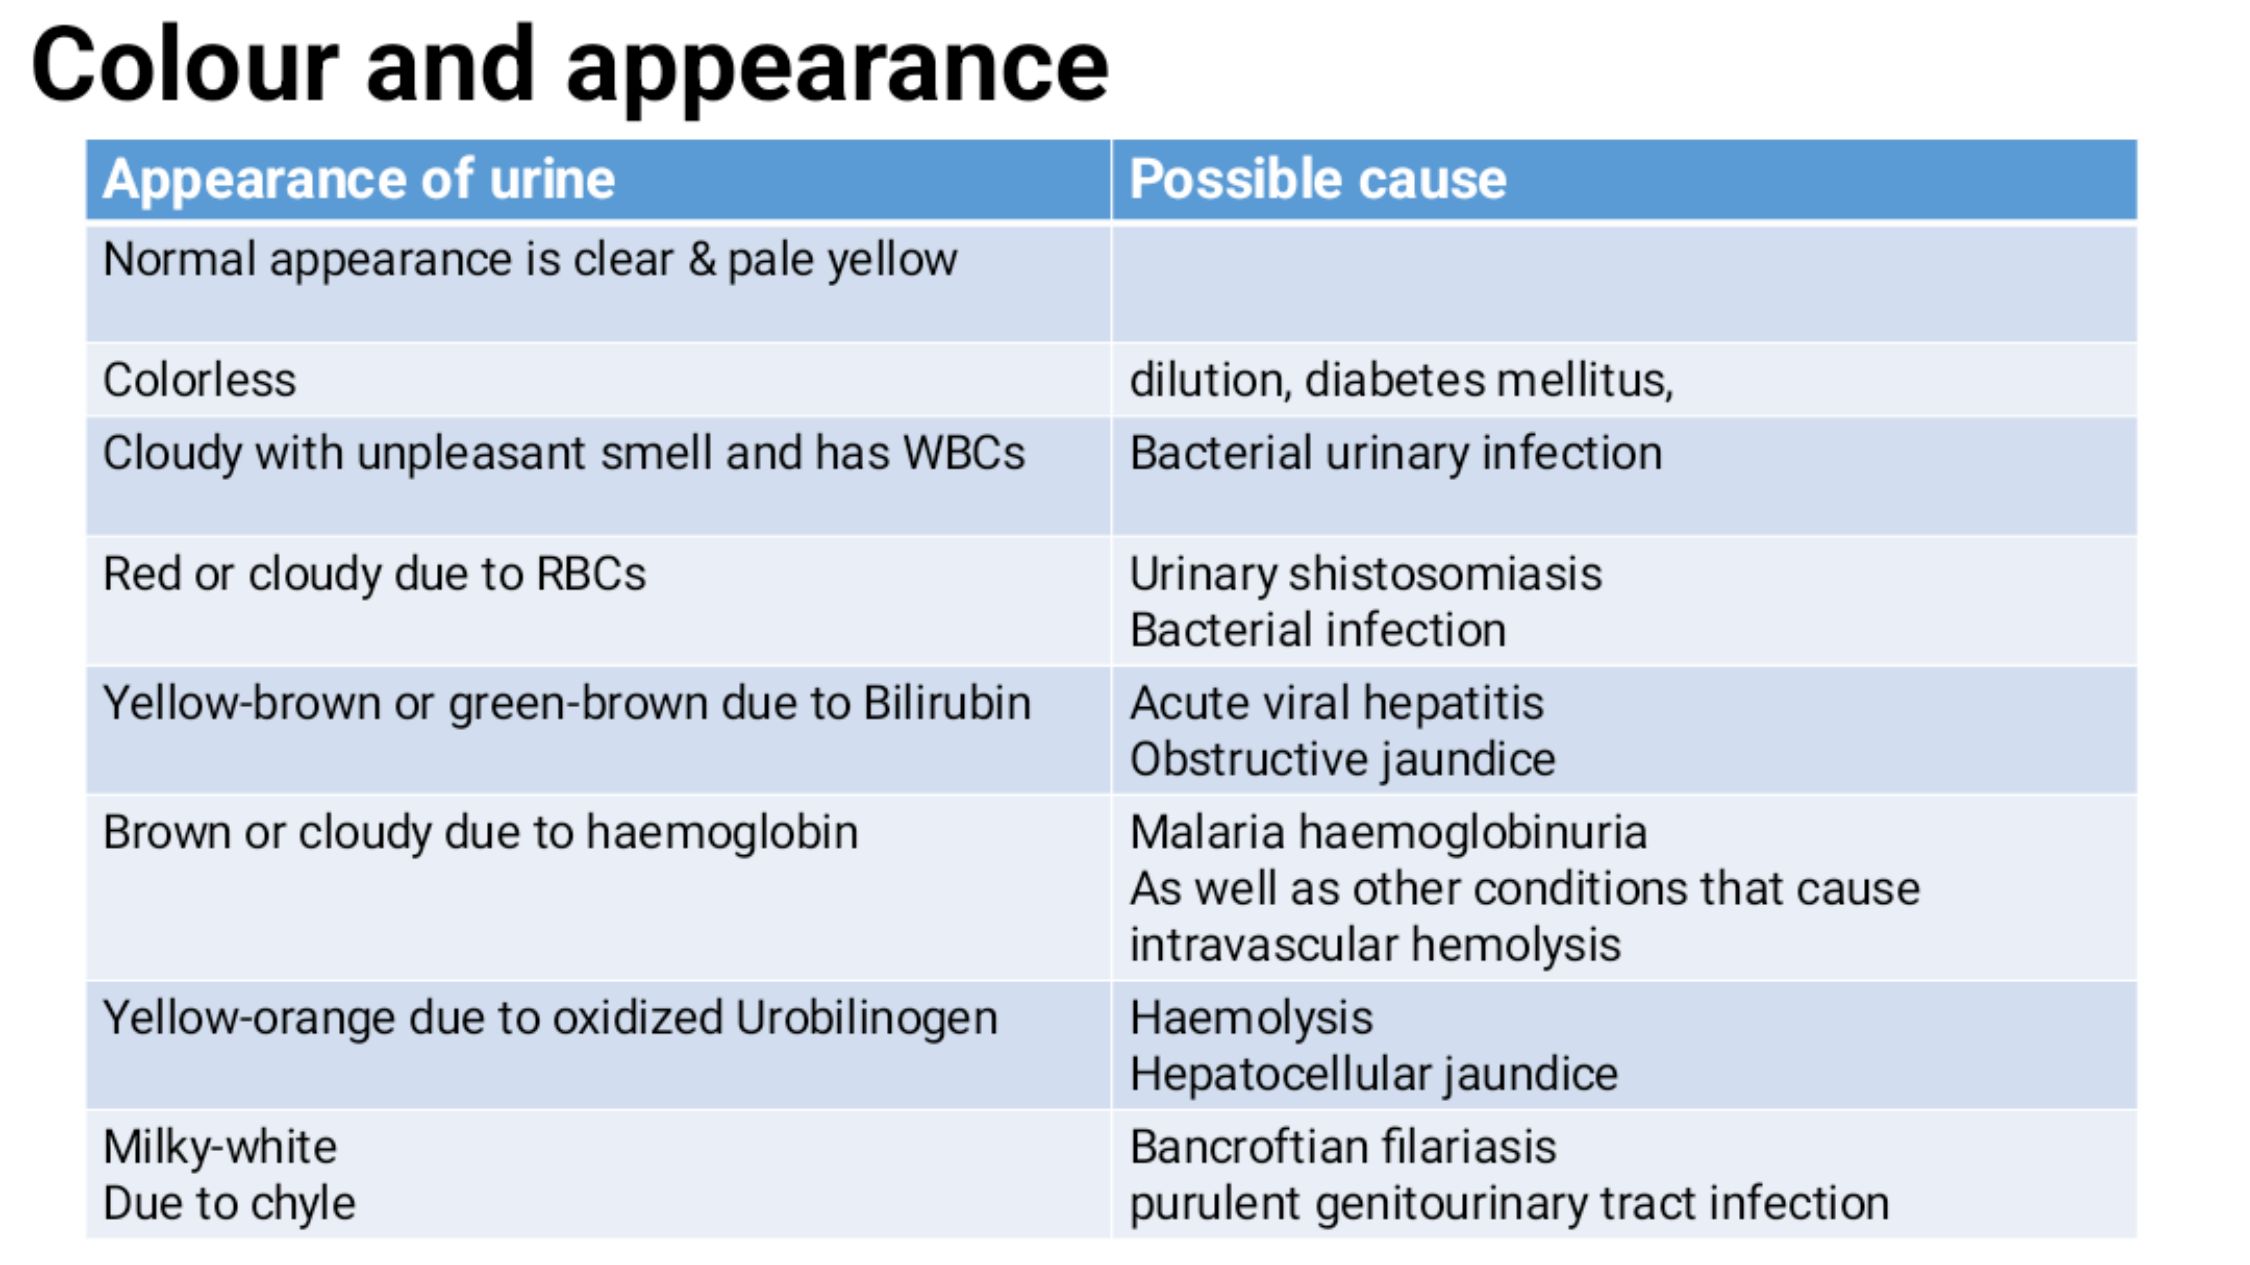 Colour and appearance
Appearance of urine
Possible cause
Normal appearance is clear & pale yellow
Colorless
dilution, diabetes mellitus,
Cloudy with unpleasant smell and has WBCs
Bacterial urinary infection
Red or cloudy due to RBCs
Urinary shistosomiasis
Bacterial infection
Yellow-brown or green-brown due to Bilirubin
Acute viral hepatitis
Obstructive jaundice
Brown or cloudy due to haemoglobin
Malaria haemoglobinuria
As well as other conditions that cause
intravascular hemolysis
Yellow-orange due to oxidized Urobilinogen
Haemolysis
Hepatocellular jaundice
Milky-white
Due to chyle
Bancroftian filariasis
purulent genitourinary tract infection